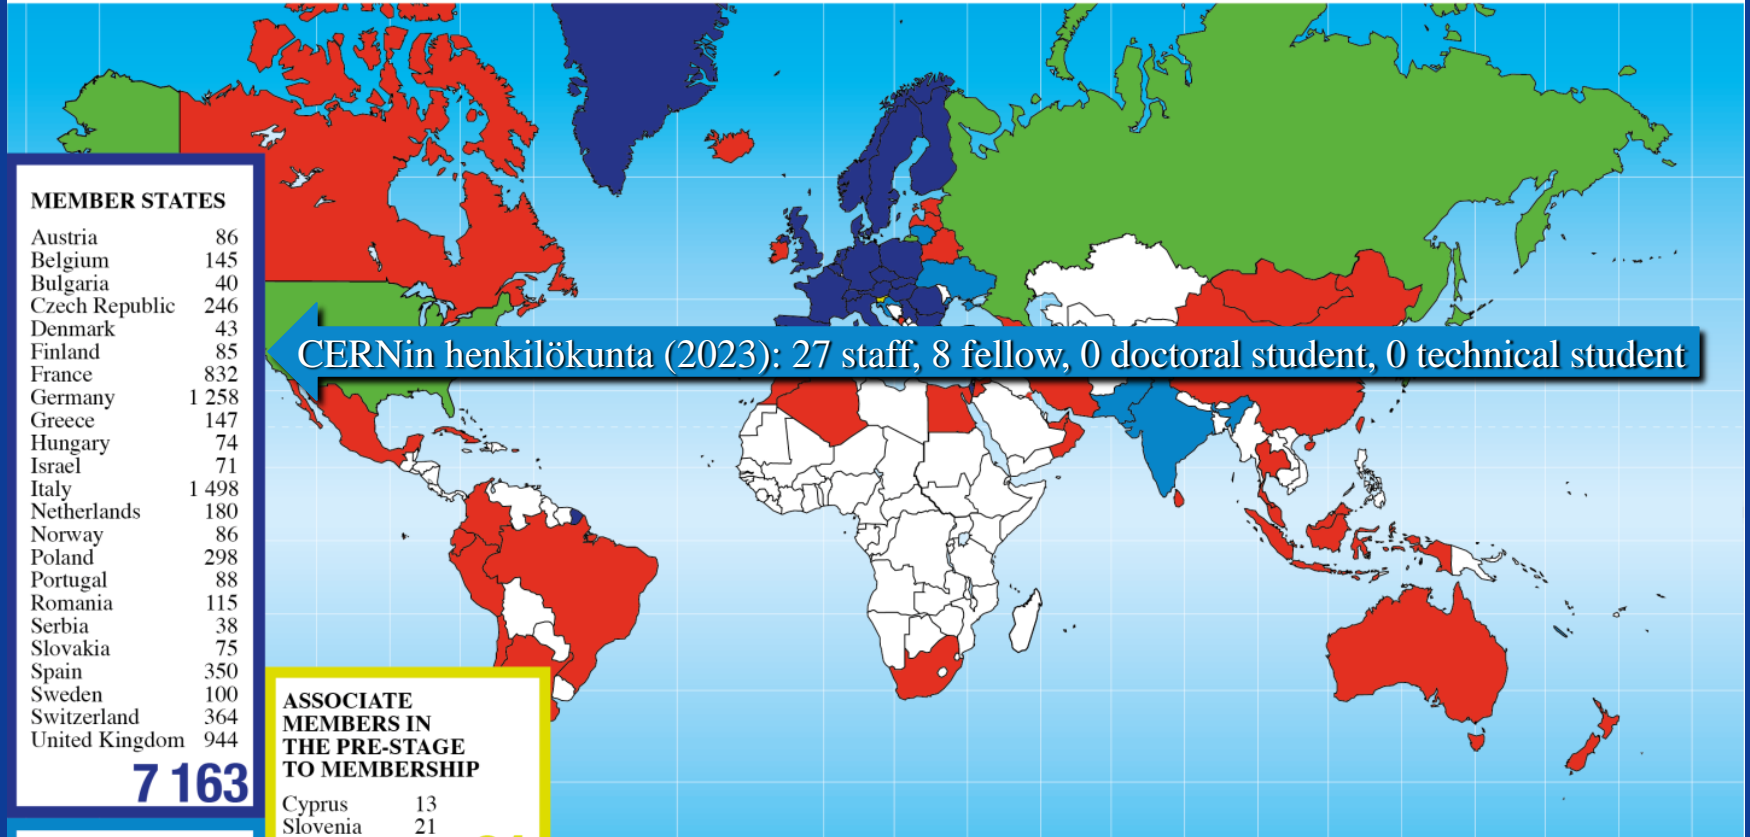 MEMBER STATES
Austria 86
Belgium 145
Bulgaria 40
Czech Republic 246
Denmark 43
Finland 85
France 832
Germany 1 258
Greece 147
Hungary 74
Israel 71
Italy 1 498
Netherlands 180
Norway 86
Poland 298
Portugal 88
Romania 115
Serbia 38
Slovakia 75
Spain 350
Sweden 100
Switzerland 364
United Kingdom 944
7 163
CERNin henkilökunta (2023): 27 staff, 8 fellow, 0 doctoral student, 0 technical student
ASSOCIATE
MEMBERS IN
THE PRE-STAGE
TO MEMBERSHIP
Cyprus 13
Slovenia 21